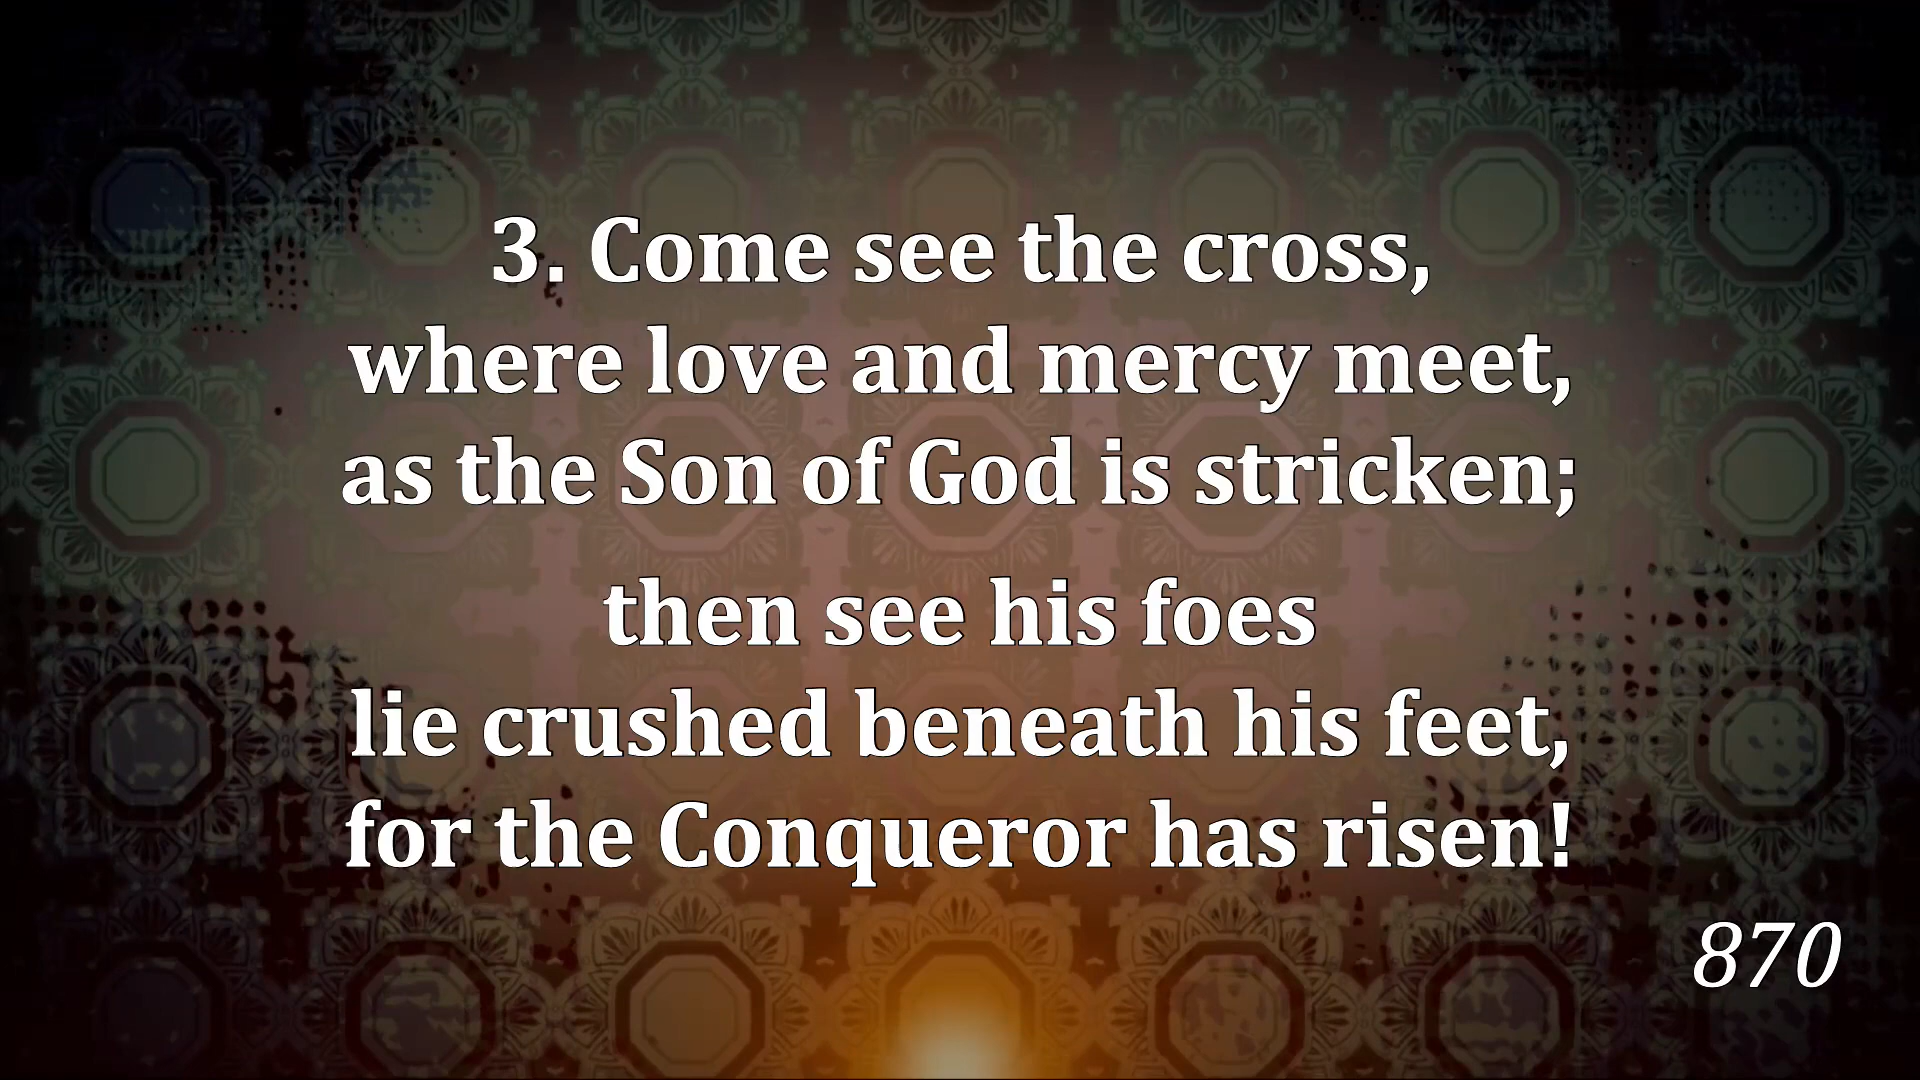 3. Come see the cross,
where love and mercy meet,
as the Son of God is stricken;
then see his foes
lie crushed beneath his feet,
for the Conqueror has risen!
870